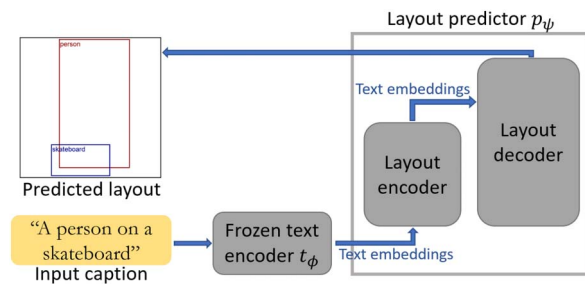 Layout predictor pψ
person
skateboard
Predicted layout
Text embeddings
Layout
encoder
Layout
decoder
“A person on a
skateboard”
Input caption
Frozen text
encoder tϕ
Text embeddings